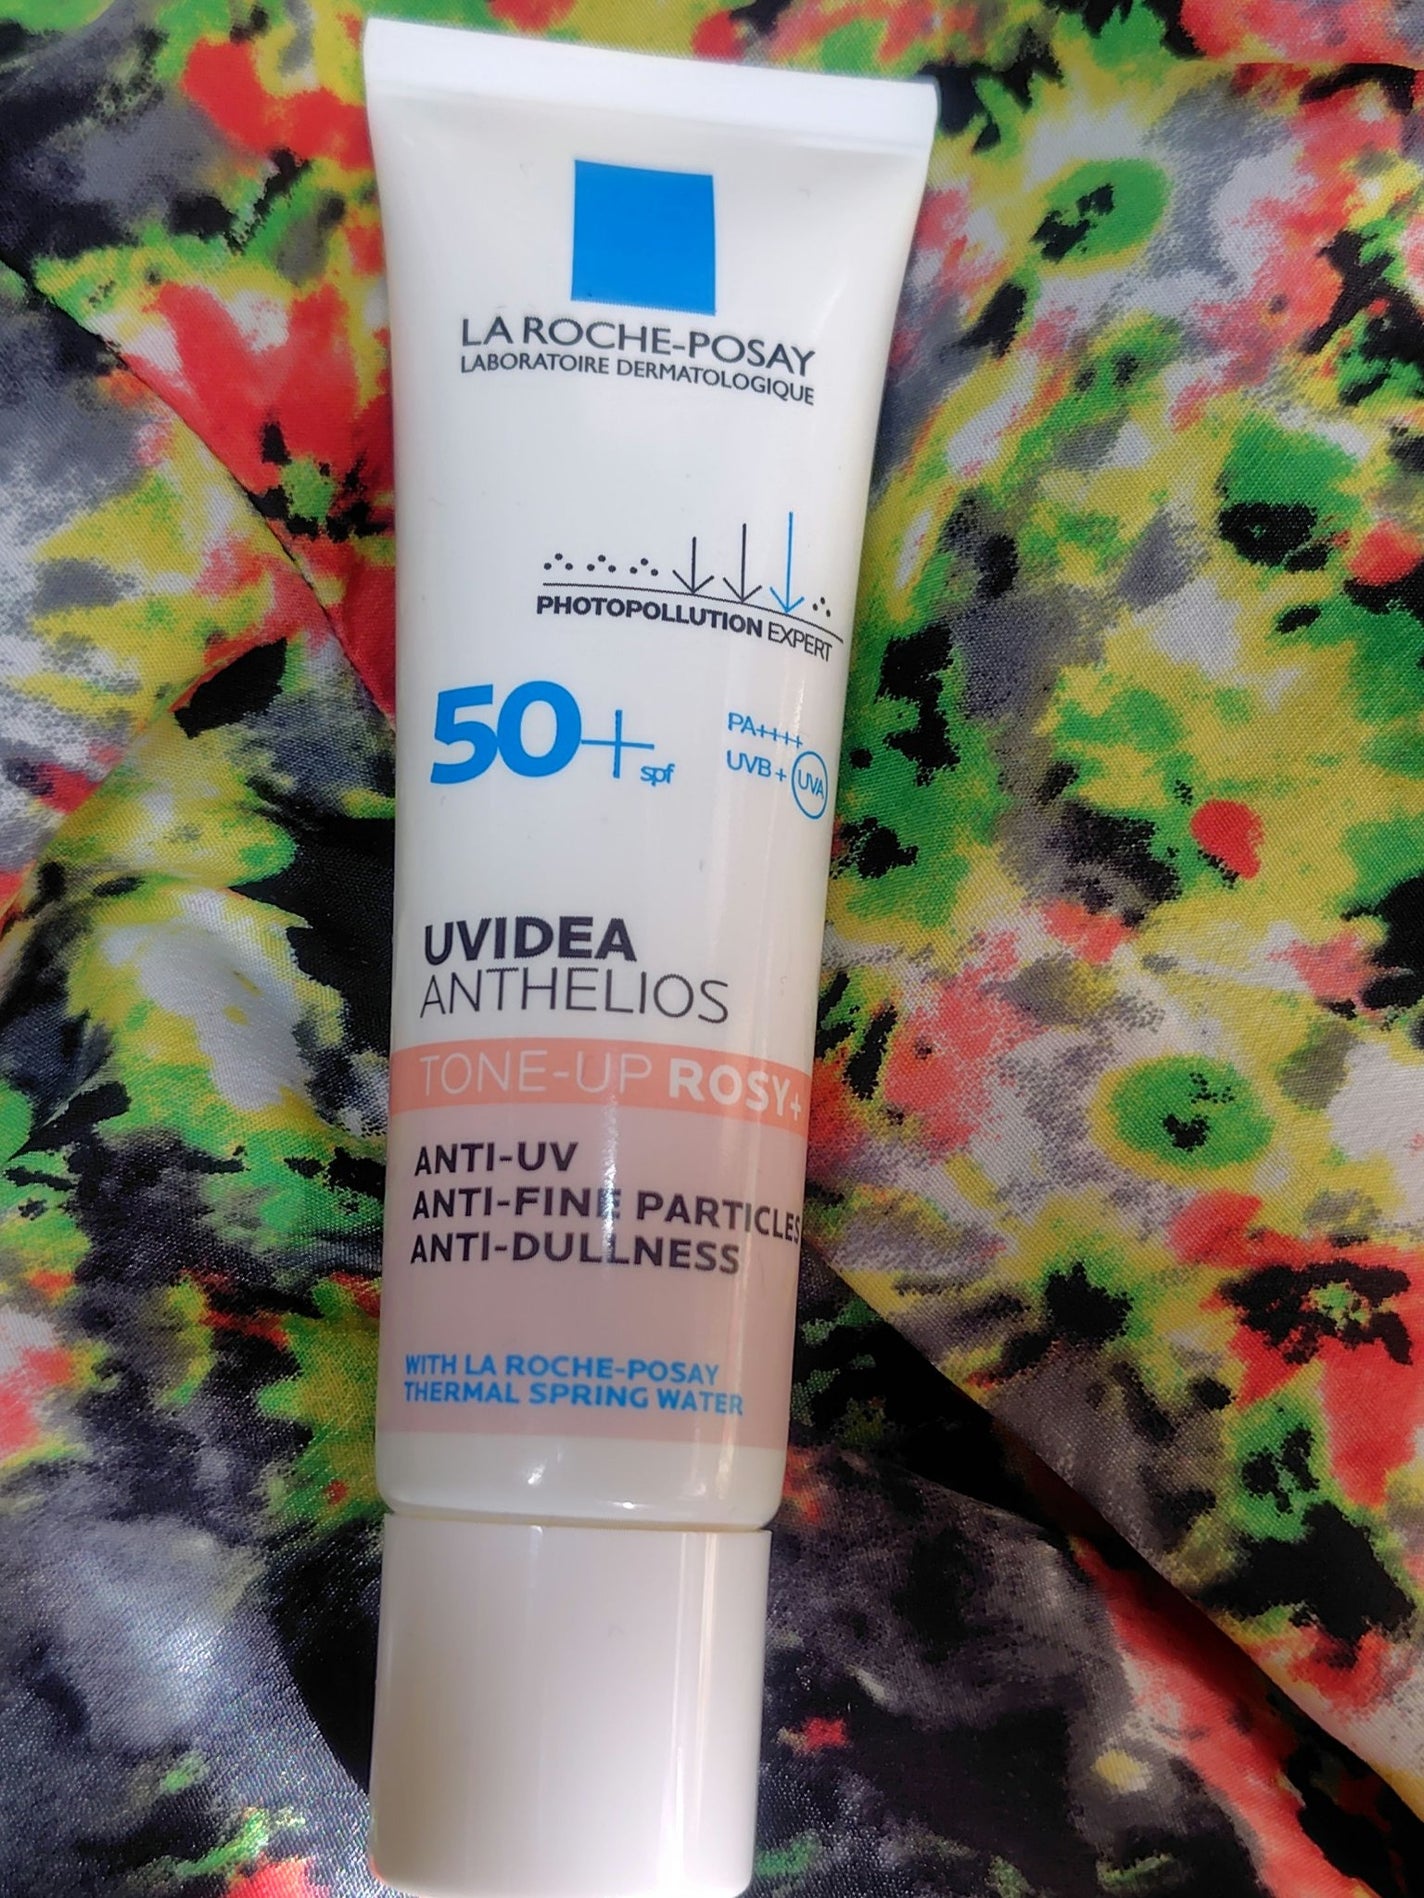 LA ROCHE-POSAY
LABORATOIRE DERMATOLOGIQUE
PHOTOPOLLUTION EXPERT
50+ spf
PA++++
UVB + UVA
UVIDEA
ANTHELIOS
TONE-UP ROSY+
ANTI-UV
ANTI-FINE PARTICLES
ANTI-DULLNESS
WITH LA ROCHE-POSAY
THERMAL SPRING WATER